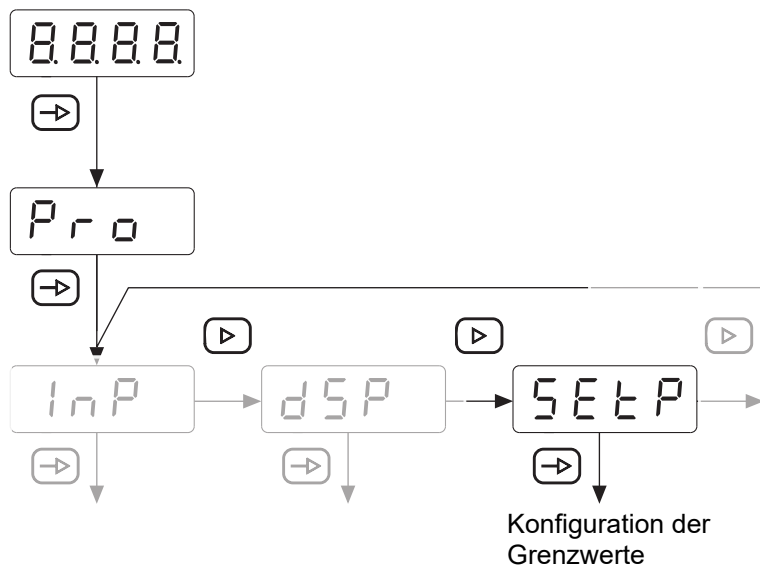 8.8.8.8.
Pro
InP
dSP
SEtP
Konfiguration der
Grenzwerte